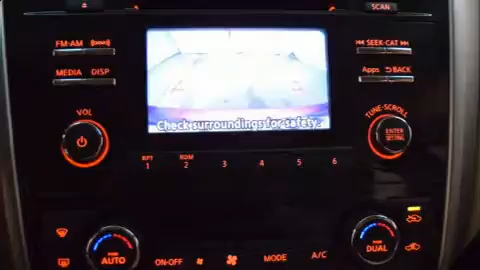 SCAN
FM·AM
SEEK·CAT
MEDIA DISP
Apps BACK
VOL
TUNE·SCROLL
Check surroundings for safety.
ENTER
SETTING
RPT RDM
1 2 3 4 5 6
AUTO
ON·OFF
MODE
A/C
DUAL